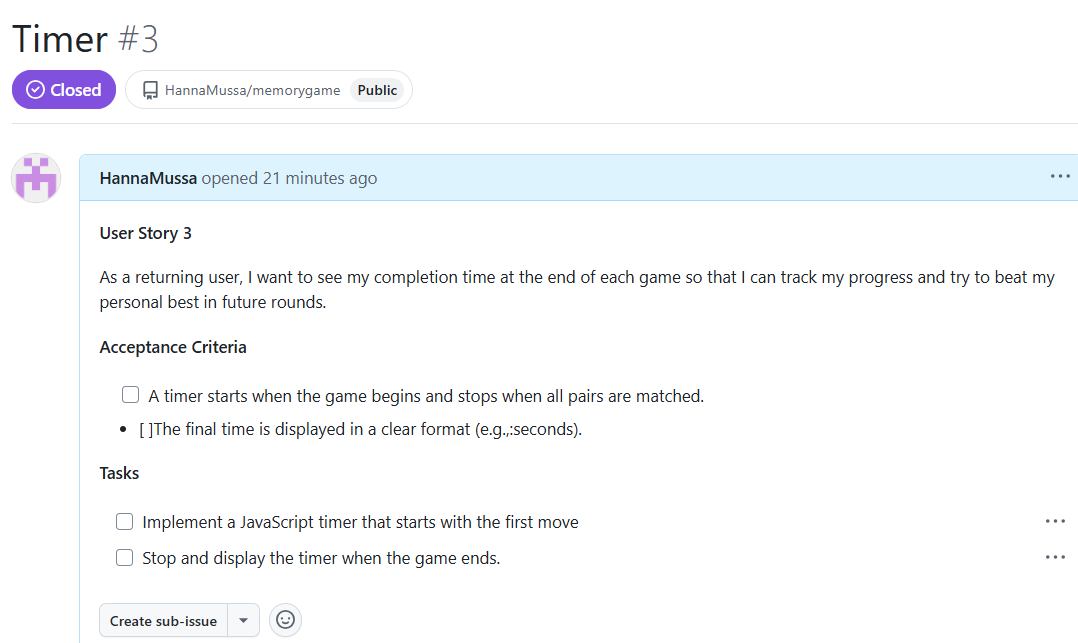 Timer #3
Closed
HannaMussa/memorygame Public
HannaMussa opened 21 minutes ago
User Story 3
As a returning user, I want to see my completion time at the end of each game so that I can track my progress and try to beat my
personal best in future rounds.
Acceptance Criteria
A timer starts when the game begins and stops when all pairs are matched.
[ ]The final time is displayed in a clear format (e.g.,:seconds).
Tasks
Implement a JavaScript timer that starts with the first move
Stop and display the timer when the game ends.
Create sub-issue